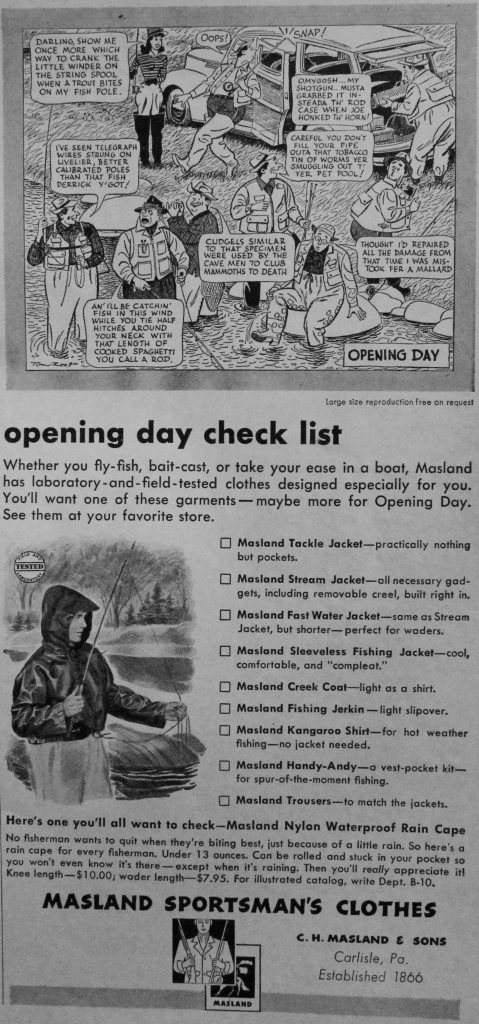 DARLING, SHOW ME
ONCE MORE WHICH
WAY TO CRANK THE
LITTLE WINDER ON
THE STRING SPOOL
WHEN A TROUT BITES
ON MY FISH POLE.
OOPS!
SNAP!
OMYGOSH... MY
SHOTGUN.. MUSTA
GRABBED IT IN-
STEADA TH' ROD
CASE WHEN JOE
HONKED TH' HORN!
I'VE SEEN TELEGRAPH
WIRES STRUNG ON
LIVELIER, BETTER
CALIBRATED POLES
THAN THAT FISH
DERRICK Y'GOT!
CAREFUL YOU DON'T
FILL YOUR PIPE
OUTA THAT TOBACCO
TIN OF WORMS YER
SMUGGLING OUT T'
YER PET POOL!
CUDGELS SIMILAR
TO THAT SPECIMEN
WERE USED BY THE
CAVE MEN TO CLUB
MAMMOTHS TO DEATH
THOUGHT I'D REPAIRED
ALL THE DAMAGE FROM
THAT TIME I WAS MIS-
TOOK FER A MALLARD
AN' I'LL BE CATCHIN'
FISH IN THIS WIND
WHILE YOU TIE HALF
HITCHES AROUND
YOUR NECK WITH
THAT LENGTH OF
COOKED SPAGHETTI
YOU CALL A ROD.
OPENING DAY
Large size reproduction free on request
opening day check list
Whether you fly-fish, bait-cast, or take your ease in a boat, Masland
has laboratory-and-field-tested clothes designed especially for you.
You'll want one of these garments—maybe more for Opening Day.
See them at your favorite store.
TESTED
Masland Tackle Jacket—practically nothing
but pockets.
Masland Stream Jacket—all necessary gad-
gets, including removable creel, built right in.
Masland Fast Water Jacket—same as Stream
Jacket, but shorter—perfect for waders.
Masland Sleeveless Fishing Jacket—cool,
comfortable, and "compleat."
Masland Creek Coat—light as a shirt.
Masland Fishing Jerkin—light slipover.
Masland Kangaroo Shirt—for hot weather
fishing—no jacket needed.
Masland Handy-Andy—a vest-pocket kit—
for spur-of-the-moment fishing.
Masland Trousers—to match the jackets.
Here's one you'll all want to check—Masland Nylon Waterproof Rain Cape
No fisherman wants to quit when they're biting best, just because of a little rain. So here's a
rain cape for every fisherman. Under 13 ounces. Can be rolled and stuck in your pocket so
you won't even know it's there—except when it's raining. Then you'll really appreciate it!
Knee length—$10.00; wader length—$7.95. For illustrated catalog, write Dept. B-10.
MASLAND SPORTSMAN'S CLOTHES
C. H. MASLAND & SONS
Carlisle, Pa.
Established 1866
MASLAND